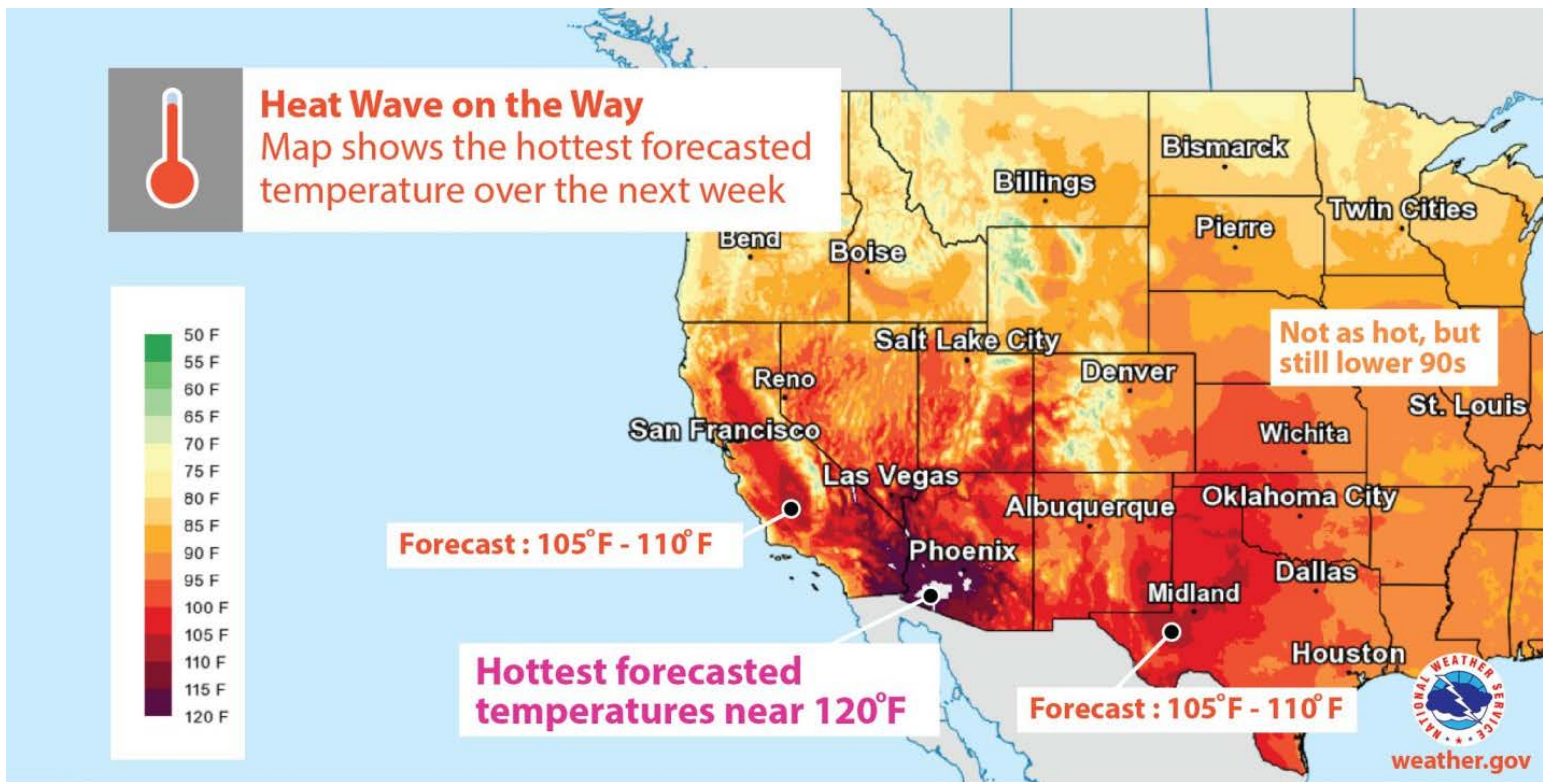 Heat Wave on the Way
Map shows the hottest forecasted
temperature over the next week
Bismarck
Billings
Twin Cities
Pierre
Bend
Boise
50 F
55 F
60 F
65 F
70 F
75 F
80 F
85 F
90 F
95 F
100 F
105 F
110 F
115 F
120 F
Not as hot, but
still lower 90s
Salt Lake City
Reno
Denver
St. Louis
San Francisco
Wichita
Las Vegas
Albuquerque
Oklahoma City
Forecast : 105°F - 110°F
Phoenix
Dallas
Midland
Hottest forecasted
temperatures near 120°F
Houston
Forecast : 105°F - 110°F
NATIONAL WEATHER SERVICE
weather.gov